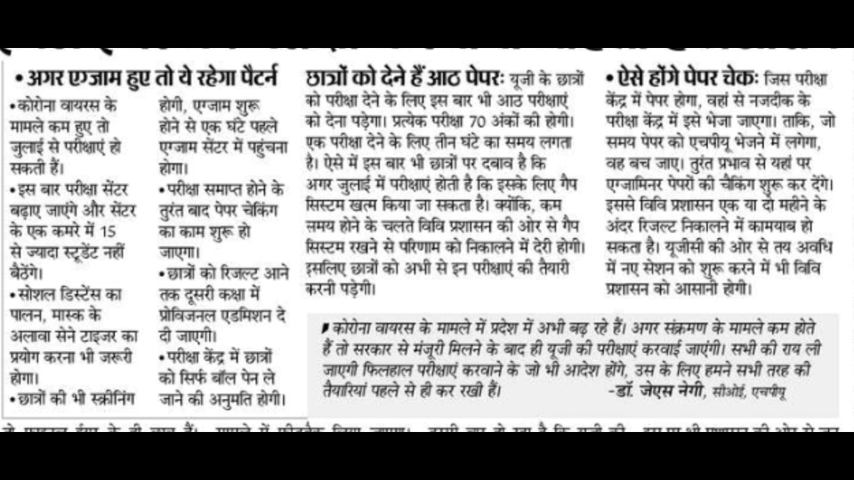 • अगर एग्जाम हुए तो ये रहेगा पैटर्न
• कोरोना वायरस के
मामले कम हुए तो
जुलाई से परीक्षाएं हो
सकती हैं।
• इस बार परीक्षा सेंटर
बढ़ाए जाएंगे और सेंटर
के एक कमरे में 15
से ज्यादा स्टूडेंट नहीं
बैठेंगे।
• सोशल डिस्टेंस का
पालन, मास्क के
अलावा सेने टाइजर का
प्रयोग करना भी जरूरी
होगा।
• छात्रों की भी स्क्रीनिंग
होगी, एग्जाम शुरू
होने से एक घंटे पहले
एग्जाम सेंटर में पहुंचना
होगा।
• परीक्षा समाप्त होने के
तुरंत बाद पेपर चेकिंग
का काम शुरू हो
जाएगा।
• छात्रों को रिजल्ट आने
तक दूसरी कक्षा में
प्रोविजनल एडमिशन दे
दी जाएगी।
• परीक्षा केंद्र में छात्रों
को सिर्फ बॉल पेन ले
जाने की अनुमति होगी।
छात्रों को देने हैं आठ पेपर: यूजी के छात्रों
को परीक्षा देने के लिए इस बार भी आठ परीक्षाएं
को देना पड़ेगा। प्रत्येक परीक्षा 70 अंकों की होगी।
एक परीक्षा देने के लिए तीन घंटे का समय लगता
है। ऐसे में इस बार भी छात्रों पर दबाव है कि
अगर जुलाई में परीक्षाएं होती है कि इसके लिए गैप
सिस्टम खत्म किया जा सकता है। क्योंकि, कम
समय होने के चलते विवि प्रशासन की ओर से गैप
सिस्टम रखने से परिणाम को निकालने में देरी होगी।
इसलिए छात्रों को अभी से इन परीक्षाओं की तैयारी
करनी पड़ेगी।
• ऐसे होंगे पेपर चेक: जिस परीक्षा
केंद्र में पेपर होगा, वहां से नजदीक के
परीक्षा केंद्र में इसे भेजा जाएगा। ताकि, जो
समय पेपर को एचपीयू भेजने में लगेगा,
वह बच जाए। तुरंत प्रभाव से यहां पर
एग्जामिनर पेपरों की चैकिंग शुरू कर देंगे।
इससे विवि प्रशासन एक या दो महीने के
अंदर रिजल्ट निकालने में कामयाब हो
सकता है। यूजीसी की ओर से तय अवधि
में नए सेशन को शुरू करने में भी विवि
प्रशासन को आसानी होगी।
कोरोना वायरस के मामले में प्रदेश में अभी बढ़ रहे हैं। अगर संक्रमण के मामले कम होते
हैं तो सरकार से मंजूरी मिलने के बाद ही यूजी की परीक्षाएं करवाई जाएंगी। सभी की राय ली
जाएगी फिलहाल परीक्षाएं करवाने के जो भी आदेश होंगे, उस के लिए हमने सभी तरह की
तैयारियां पहले से ही कर रखी हैं। -डॉ. जेएस नेगी, सीओई, एचपीयू